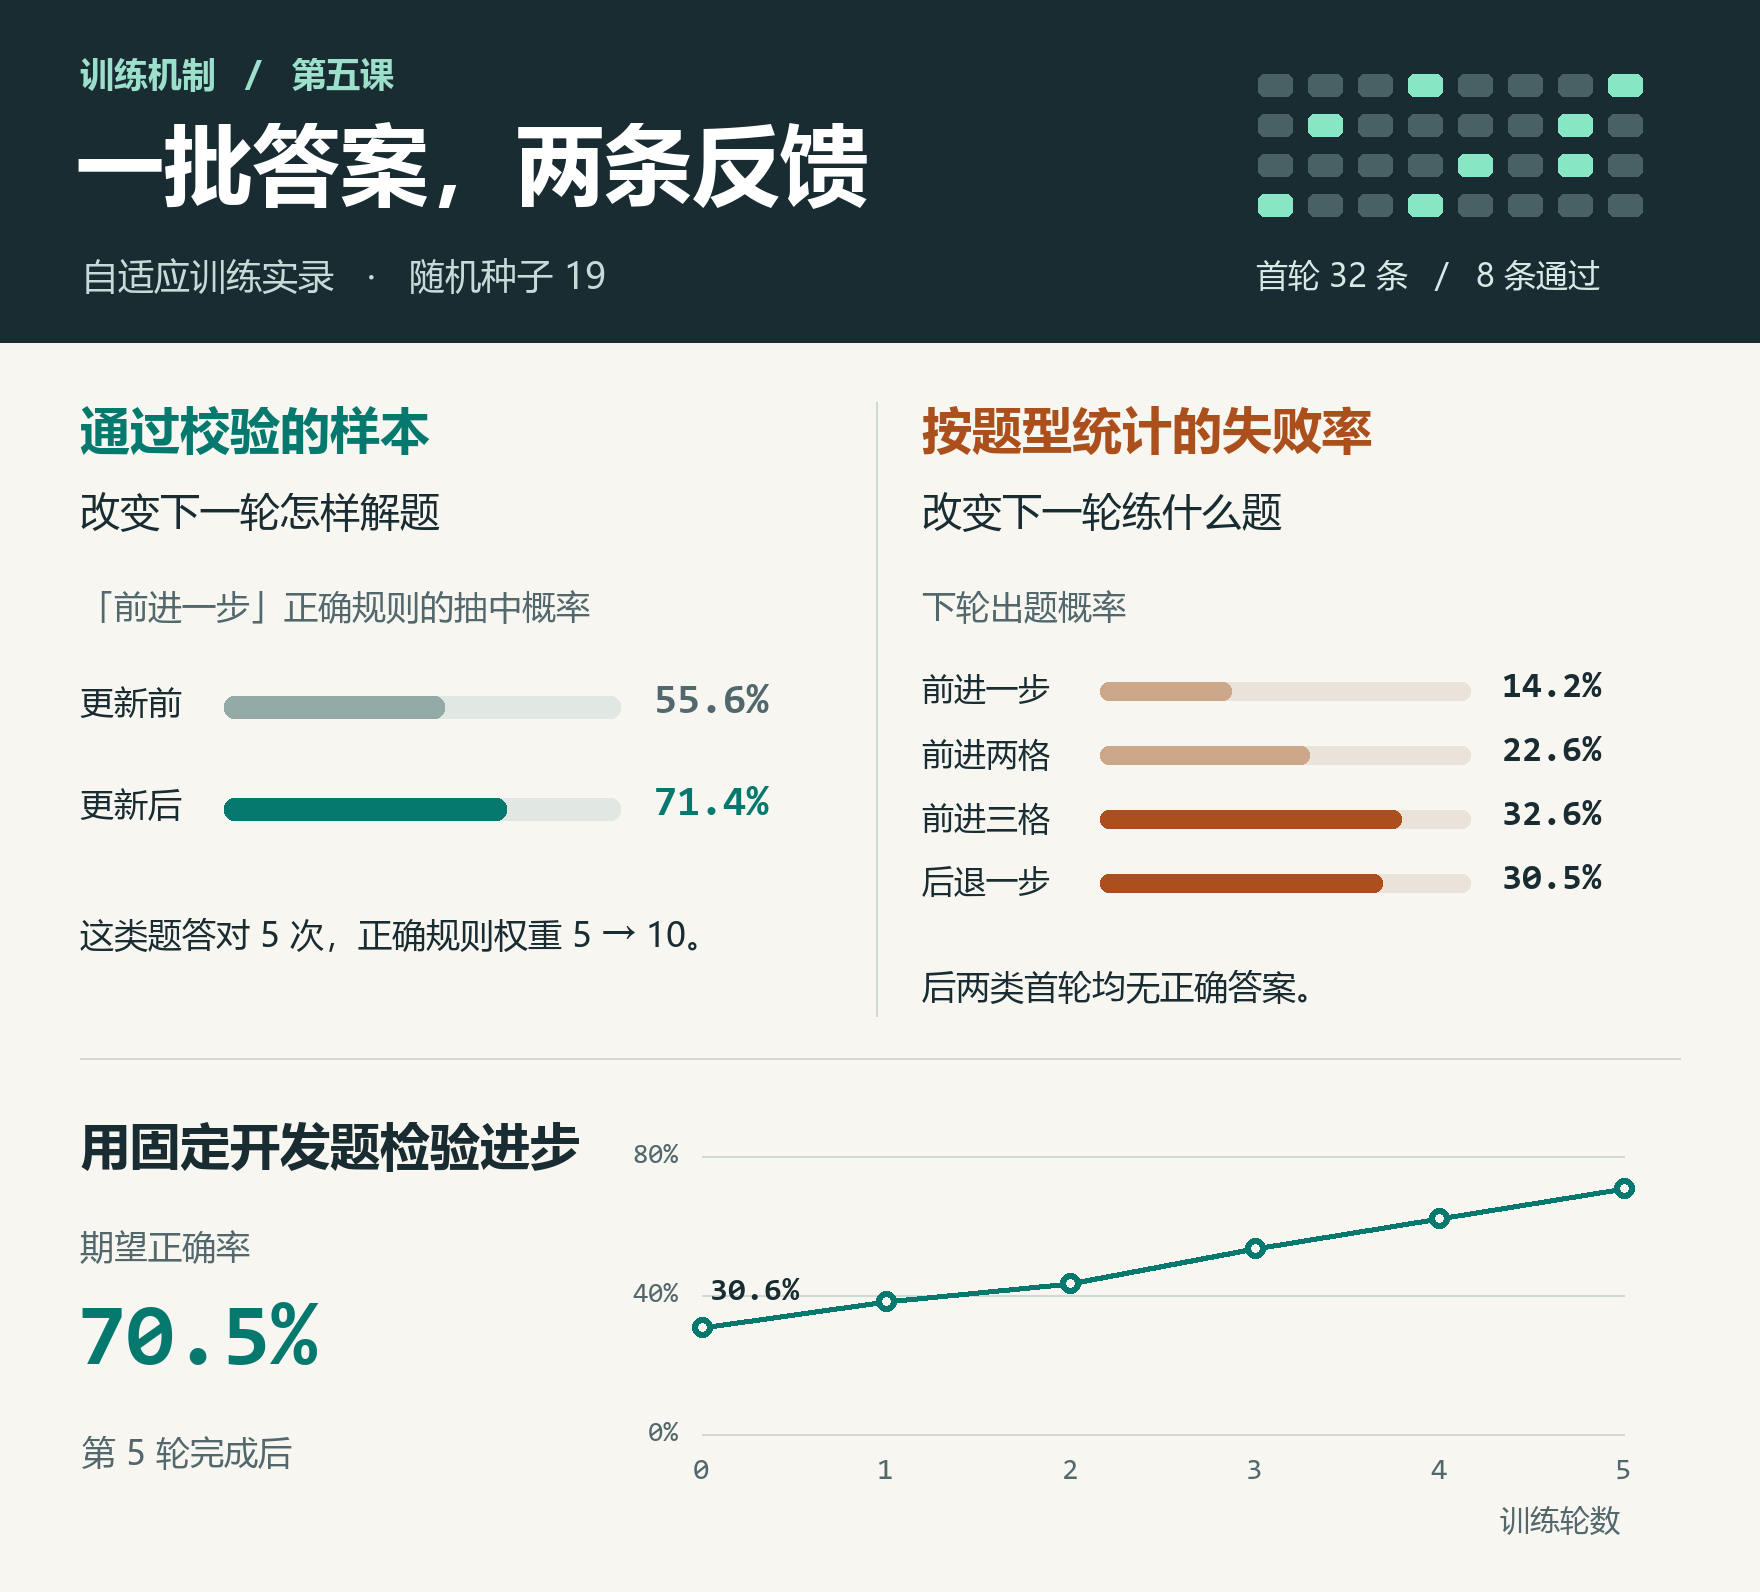 训练机制 / 第五课
一批答案，两条反馈
自适应训练实录 · 随机种子 19
首轮 32 条 / 8 条通过
通过校验的样本
改变下一轮怎样解题
「前进一步」正确规则的抽中概率
更新前 55.6%
更新后 71.4%
这类题答对 5 次，正确规则权重 5 → 10。
按题型统计的失败率
改变下一轮练什么题
下轮出题概率
前进一步 14.2%
前进两格 22.6%
前进三格 32.6%
后退一步 30.5%
后两类首轮均无正确答案。
用固定开发题检验进步
期望正确率
70.5%
第 5 轮完成后
80%
40%
30.6%
0%
0 1 2 3 4 5
训练轮数